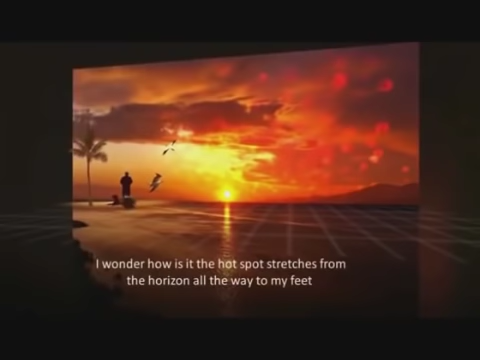 I wonder how is it the hot spot stretches from
the horizon all the way to my feet